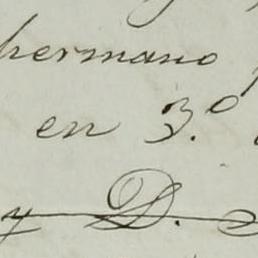 hermano
en 3.º
y D.